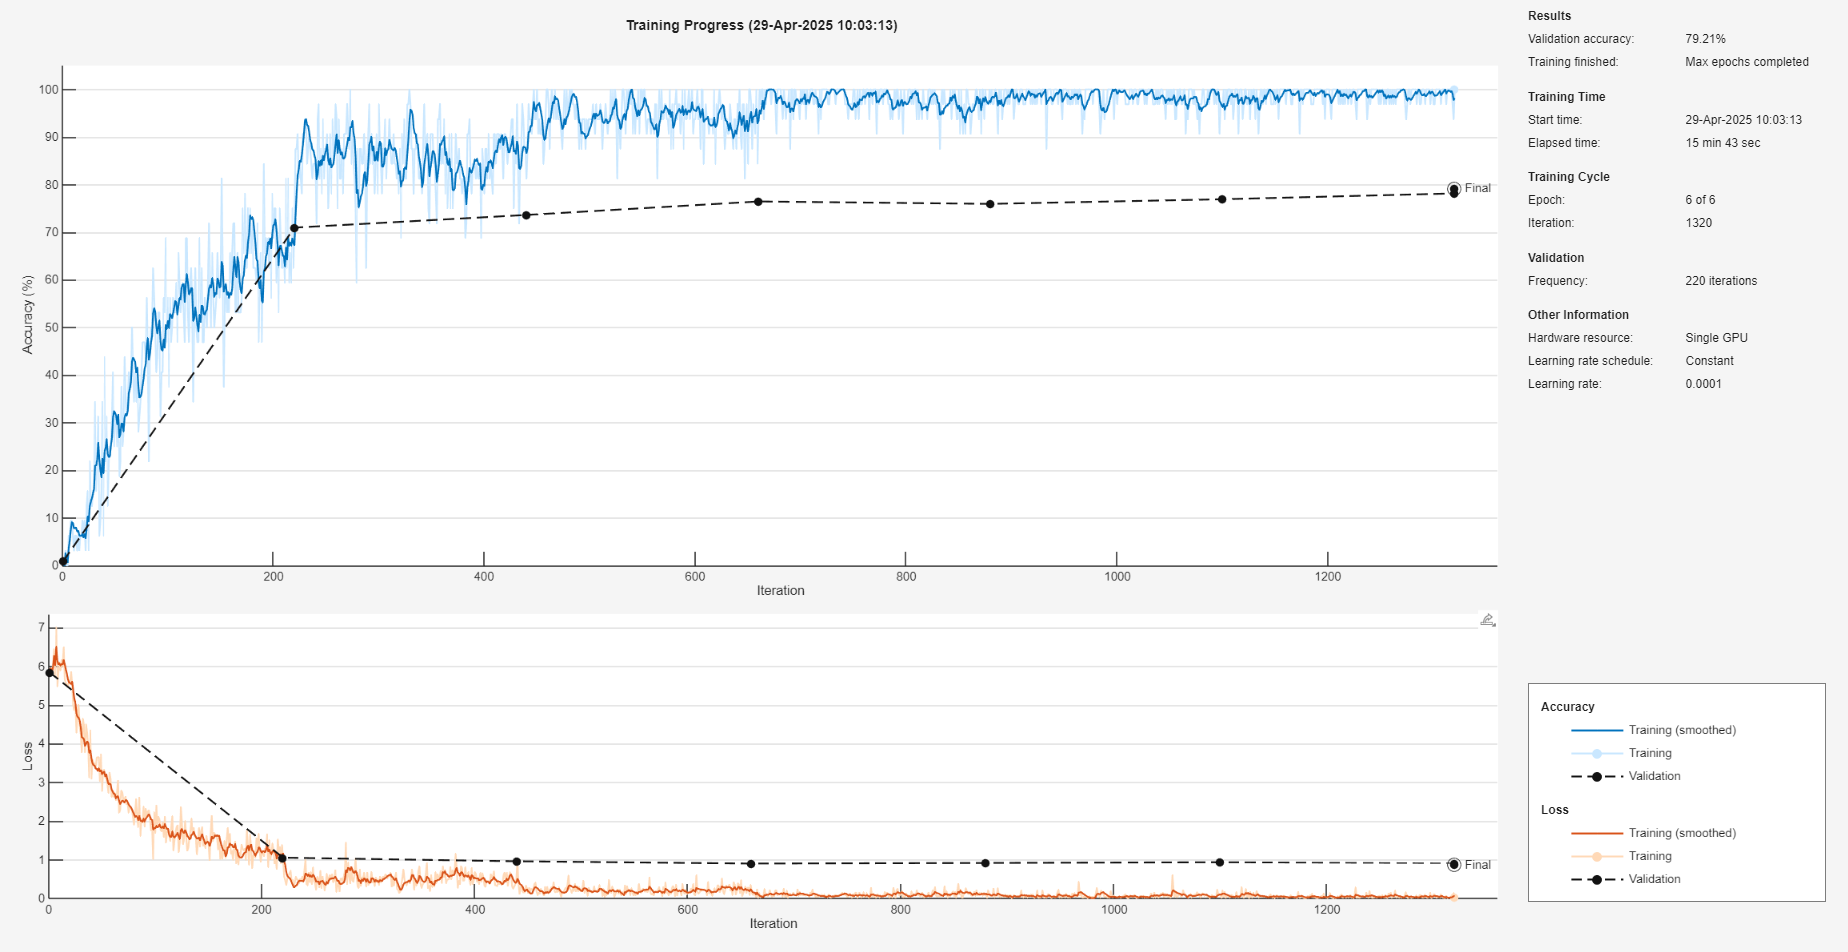 Training Progress (29-Apr-2025 10:03:13)
100
90
80
70
60
50
40
30
20
10
0
Accuracy (%)
Final
0 200 400 600 800 1000 1200
Iteration
7
6
5
4
3
2
1
0
Loss
Final
0 200 400 600 800 1000 1200
Iteration
Results
Validation accuracy: 79.21%
Training finished: Max epochs completed
Training Time
Start time: 29-Apr-2025 10:03:13
Elapsed time: 15 min 43 sec
Training Cycle
Epoch: 6 of 6
Iteration: 1320
Validation
Frequency: 220 iterations
Other Information
Hardware resource: Single GPU
Learning rate schedule: Constant
Learning rate: 0.0001
Accuracy
Training (smoothed)
Training
Validation
Loss
Training (smoothed)
Training
Validation